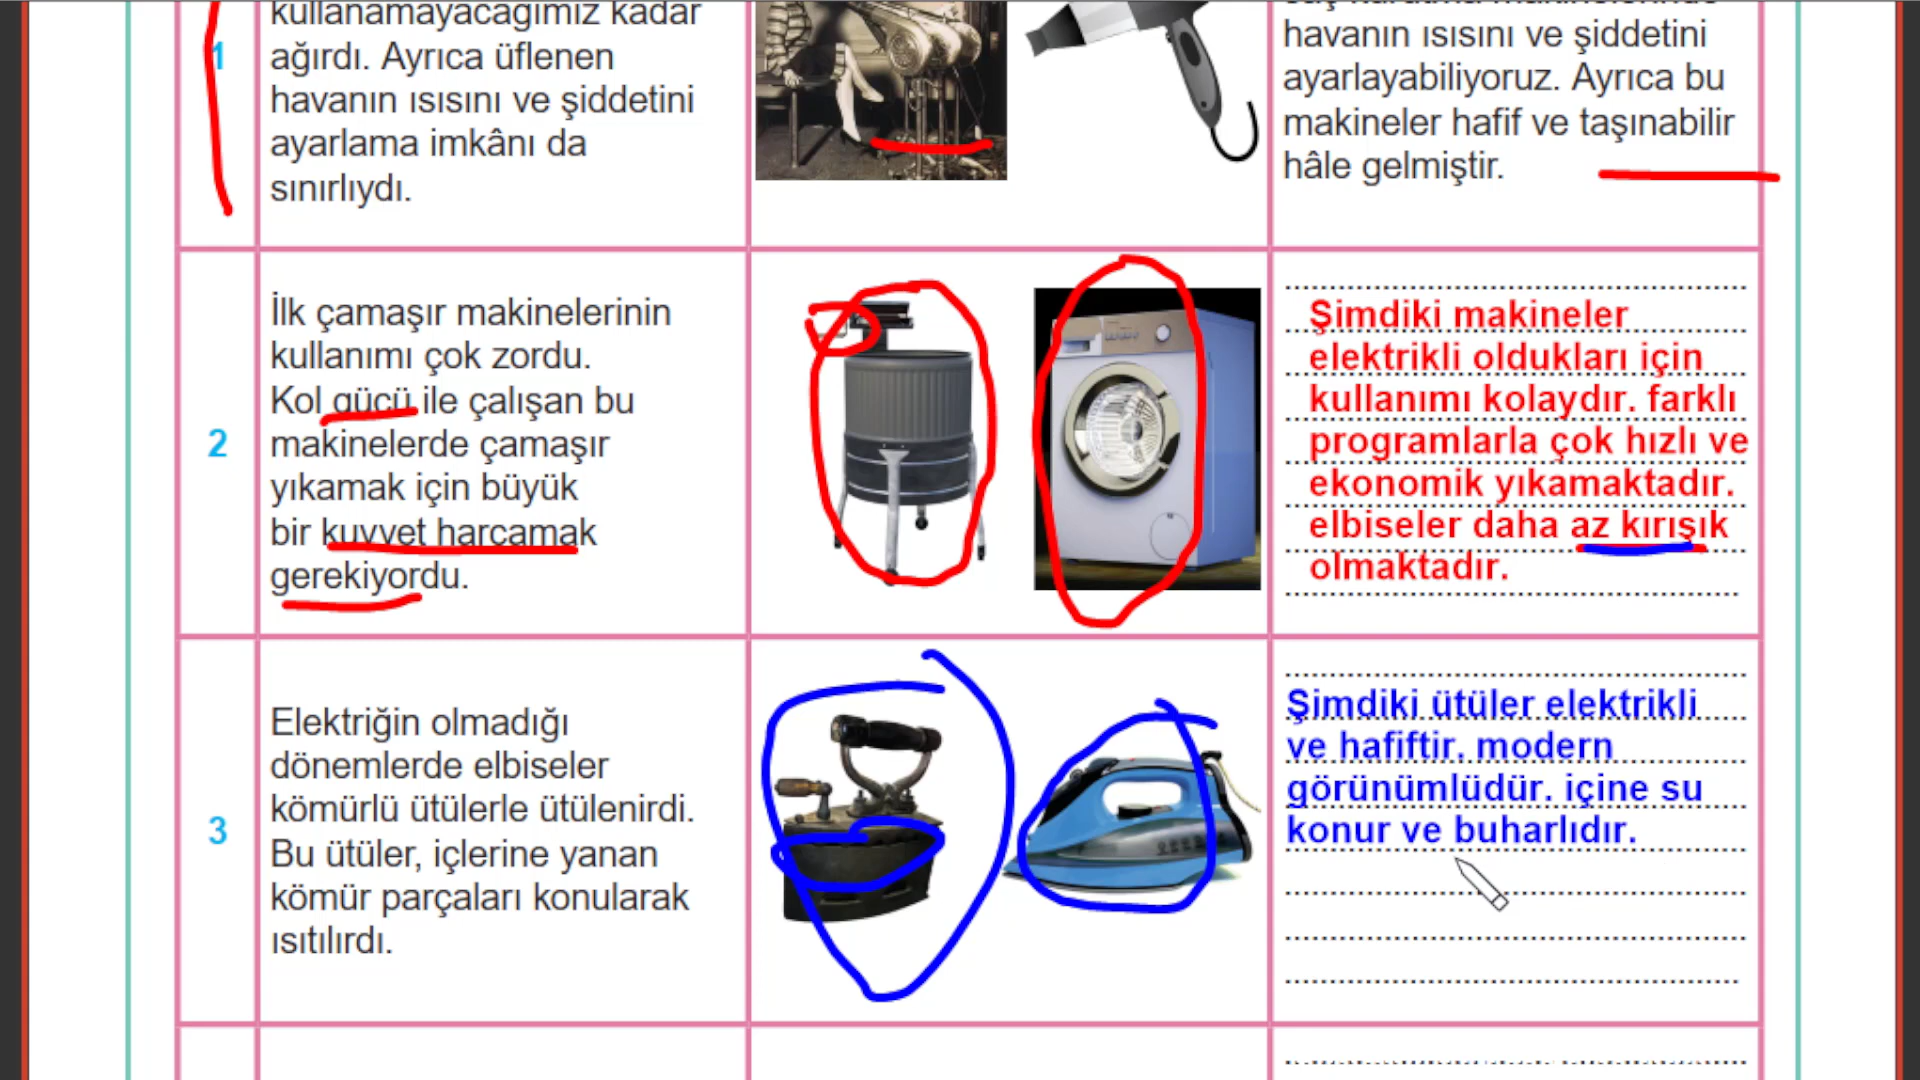 1
kullanamayacağımız kadar
ağırdı. Ayrıca üflenen
havanın ısısını ve şiddetini
ayarlama imkânı da
sınırlıydı.
havanın ısısını ve şiddetini
ayarlayabiliyoruz. Ayrıca bu
makineler hafif ve taşınabilir
hâle gelmiştir.
2
İlk çamaşır makinelerinin
kullanımı çok zordu.
Kol gücü ile çalışan bu
makinelerde çamaşır
yıkamak için büyük
bir kuvvet harcamak
gerekiyordu.
Şimdiki makineler
elektrikli oldukları için
kullanımı kolaydır. farklı
programlarla çok hızlı ve
ekonomik yıkamaktadır.
elbiseler daha az kırışık
olmaktadır.
3
Elektriğin olmadığı
dönemlerde elbiseler
kömürlü ütülerle ütülenirdi.
Bu ütüler, içlerine yanan
kömür parçaları konularak
ısıtılırdı.
Şimdiki ütüler elektrikli
ve hafiftir. modern
görünümlüdür. içine su
konur ve buharlıdır.